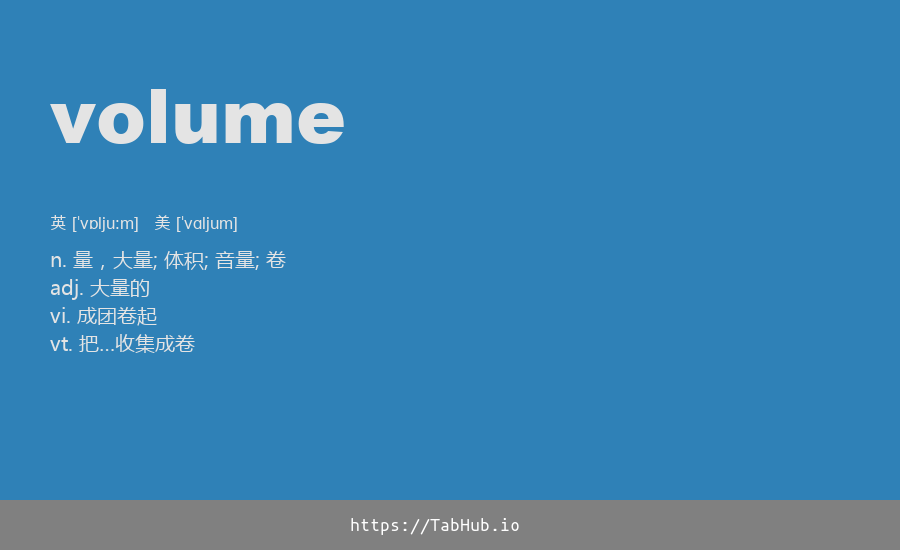 volume
英 [ˈvɒljuːm] 美 [ˈvɑljum]
n. 量，大量; 体积; 音量; 卷
adj. 大量的
vi. 成团卷起
vt. 把...收集成卷
https://TabHub.io